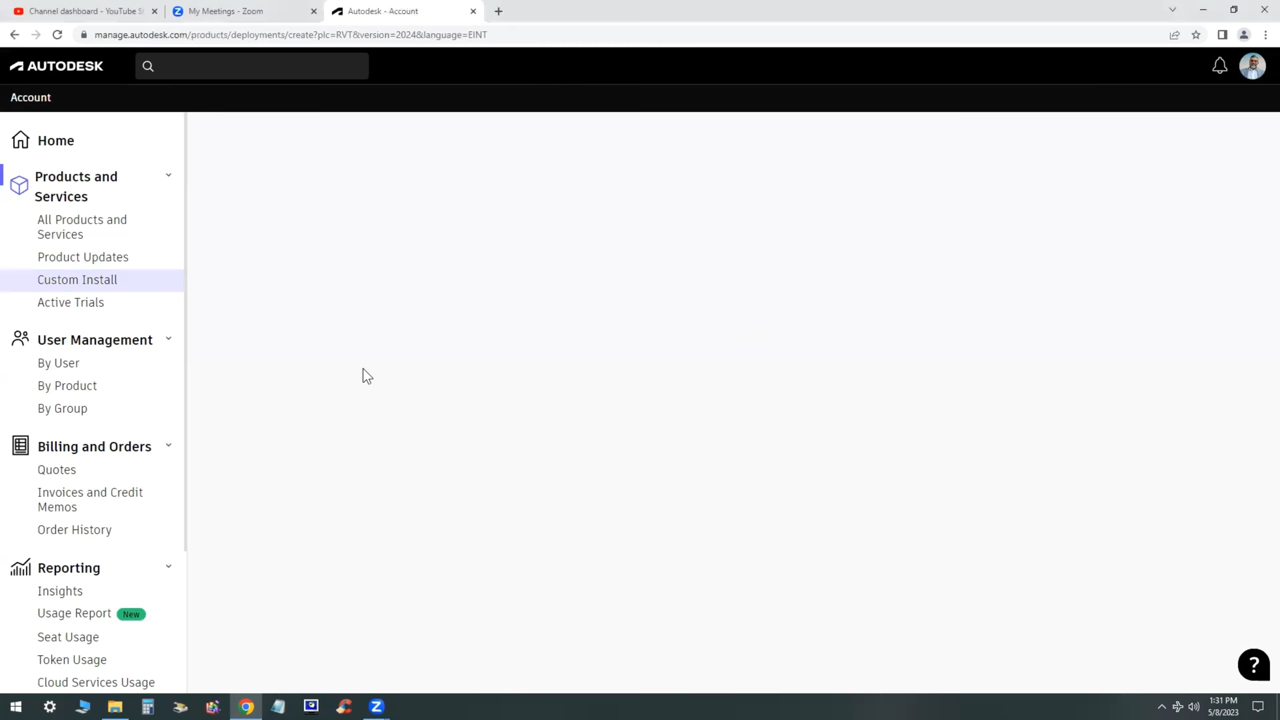 Channel dashboard - YouTube S
My Meetings - Zoom
Autodesk - Account
manage.autodesk.com/products/deployments/create?plc=RVT&version=2024&language=EINT
AUTODESK
Account
Home
Products and
Services
All Products and
Services
Product Updates
Custom Install
Active Trials
User Management
By User
By Product
By Group
Billing and Orders
Quotes
Invoices and Credit
Memos
Order History
Reporting
Insights
Usage Report New
Seat Usage
Token Usage
Cloud Services Usage
?
1:31 PM
5/8/2023